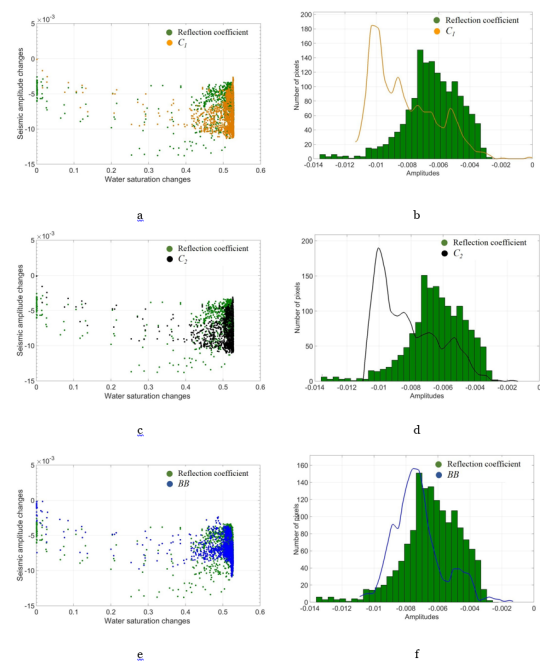 ×10⁻³
5
0
-5
-10
-15
0 0.1 0.2 0.3 0.4 0.5 0.6
Seismic amplitude changes
Water saturation changes
Reflection coefficient
C₁
a
200
180
160
140
120
100
80
60
40
20
0
-0.014 -0.012 -0.01 -0.008 -0.006 -0.004 -0.002 0
Number of pixels
Amplitudes
Reflection coefficient
C₁
b
×10⁻³
5
0
-5
-10
-15
0 0.1 0.2 0.3 0.4 0.5 0.6
Seismic amplitude changes
Water saturation changes
Reflection coefficient
C₂
c
200
150
100
50
0
-0.014 -0.012 -0.01 -0.008 -0.006 -0.004 -0.002 0
Number of pixels
Amplitudes
Reflection coefficient
C₂
d
×10⁻³
5
0
-5
-10
-15
0 0.1 0.2 0.3 0.4 0.5 0.6
Seismic amplitude changes
Water saturation changes
Reflection coefficient
BB
e
160
140
120
100
80
60
40
20
0
-0.014 -0.012 -0.01 -0.008 -0.006 -0.004 -0.002 0
Number of pixels
Amplitudes
Reflection coefficient
BB
f